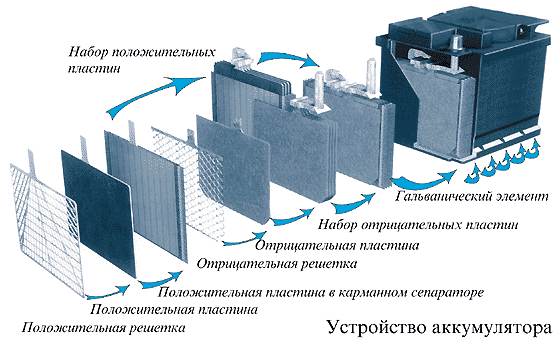 Набор положительных
пластин
Гальванический элемент
Набор отрицательных пластин
Отрицательная пластина
Отрицательная решетка
Положительная пластина в карманном сепараторе
Положительная пластина
Положительная решетка
Устройство аккумулятора